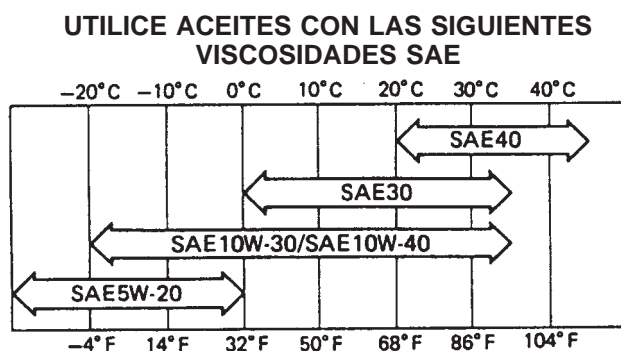 UTILICE ACEITES CON LAS SIGUIENTES
VISCOSIDADES SAE
−20°C −10°C 0°C 10°C 20°C 30°C 40°C
SAE40
SAE30
SAE10W-30/SAE10W-40
SAE5W-20
−4°F 14°F 32°F 50°F 68°F 86°F 104°F